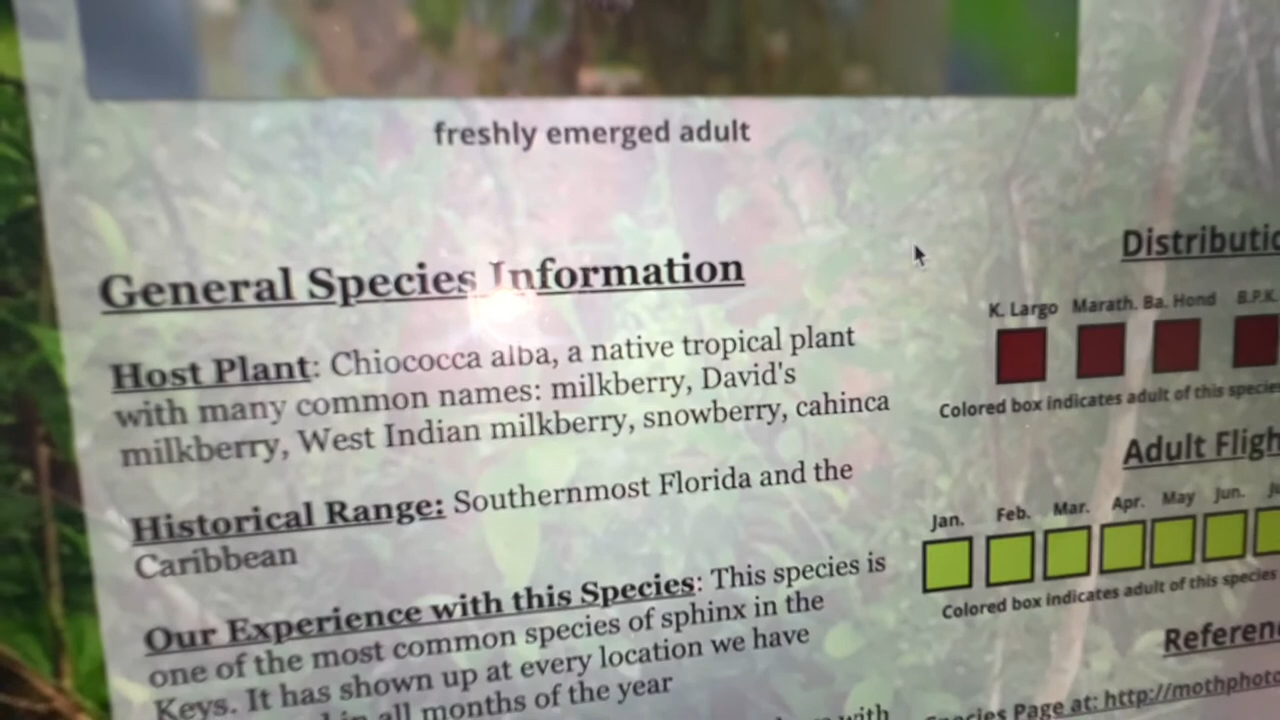 freshly emerged adult
General Species Information
Host Plant: Chiococca alba, a native tropical plant
with many common names: milkberry, David's
milkberry, West Indian milkberry, snowberry, cahinca
Historical Range: Southernmost Florida and the
Caribbean
Our Experience with this Species: This species is
one of the most common species of sphinx in the
Keys. It has shown up at every location we have
in all months of the year
with
K. Largo Marath. Ba. Hond B.P.K.
Colored box indicates adult of this species
Adult
Jan. Feb. Mar. Apr. May Jun.
Colored box indicates adult of this species
Page at: http://mothphoto